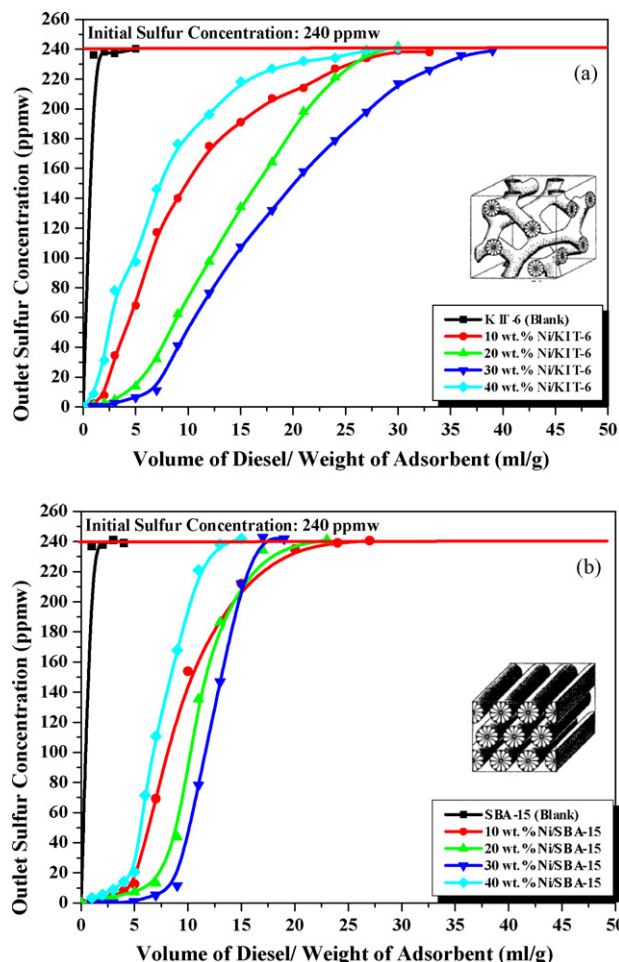 260
Initial Sulfur Concentration: 240 ppmw
240
220
200
180
160
140
120
100
80
60
40
20
0
Outlet Sulfur Concentration (ppmw)
(a)
KIT-6 (Blank)
10 wt.% Ni/KIT-6
20 wt.% Ni/KIT-6
30 wt.% Ni/KIT-6
40 wt.% Ni/KIT-6
0 5 10 15 20 25 30 35 40 45 50
Volume of Diesel/ Weight of Adsorbent (ml/g)
260
Initial Sulfur Concentration: 240 ppmw
240
220
200
180
160
140
120
100
80
60
40
20
0
Outlet Sulfur Concentration (ppmw)
(b)
SBA-15 (Blank)
10 wt.% Ni/SBA-15
20 wt.% Ni/SBA-15
30 wt.% Ni/SBA-15
40 wt.% Ni/SBA-15
0 5 10 15 20 25 30 35 40 45 50
Volume of Diesel/ Weight of Adsorbent (ml/g)